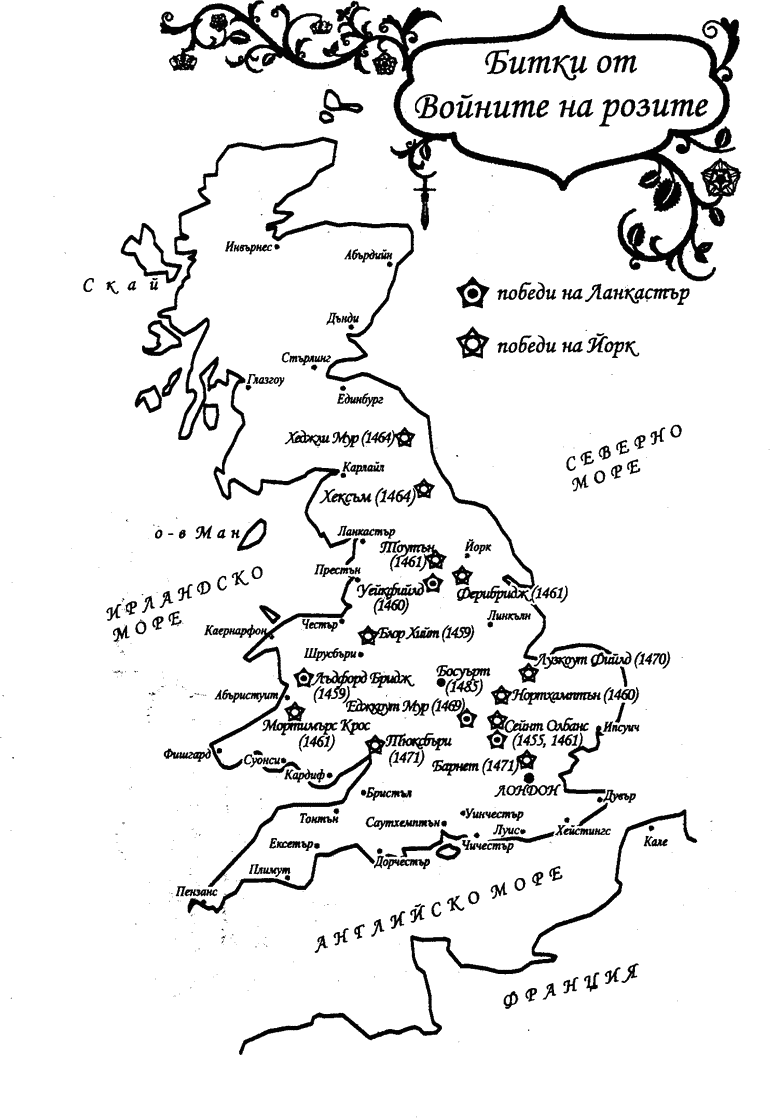 Битки от
Войните на розите
Инвърнес
Абърдийн
Скай
победи на Ланкастър
Дънди
победи на Йорк
Стърлинг
Глазгоу
Единбург
Хеджли Мур (1464)
СЕВЕРНО
МОРЕ
Карлайл
Хексъм (1464)
о-в Ман
Ланкастър
Тоутън
(1461)
Йорк
Престън
ИРЛАНДСКО
МОРЕ
Уейкфийлд
(1460)
Ферибридж (1461)
Честър
Линкълн
Каернарфон
Блор Хийт (1459)
Шрусбъри
Лузкоут Фийлд (1470)
Лъдфорд Бридж
(1459)
Босуърт
(1485)
Абъристуит
Нортхамптън (1460)
Еджкоут Мур (1469)
Мортимърс Крос
(1461)
Сейнт Олбанс
(1455, 1461)
Ипсуич
Фишгард
Суонси
Тюксбъри
(1471)
Кардиф
Барнет (1471)
ЛОНДОН
Бристъл
Дувър
Тонтън
Саутхемптън
Уинчестър
Луис
Хейстингс
Кале
Ексетър
Чичестър
Дорчестър
Плимут
Пензанс
АНГЛИЙСКО МОРЕ
ФРАНЦИЯ